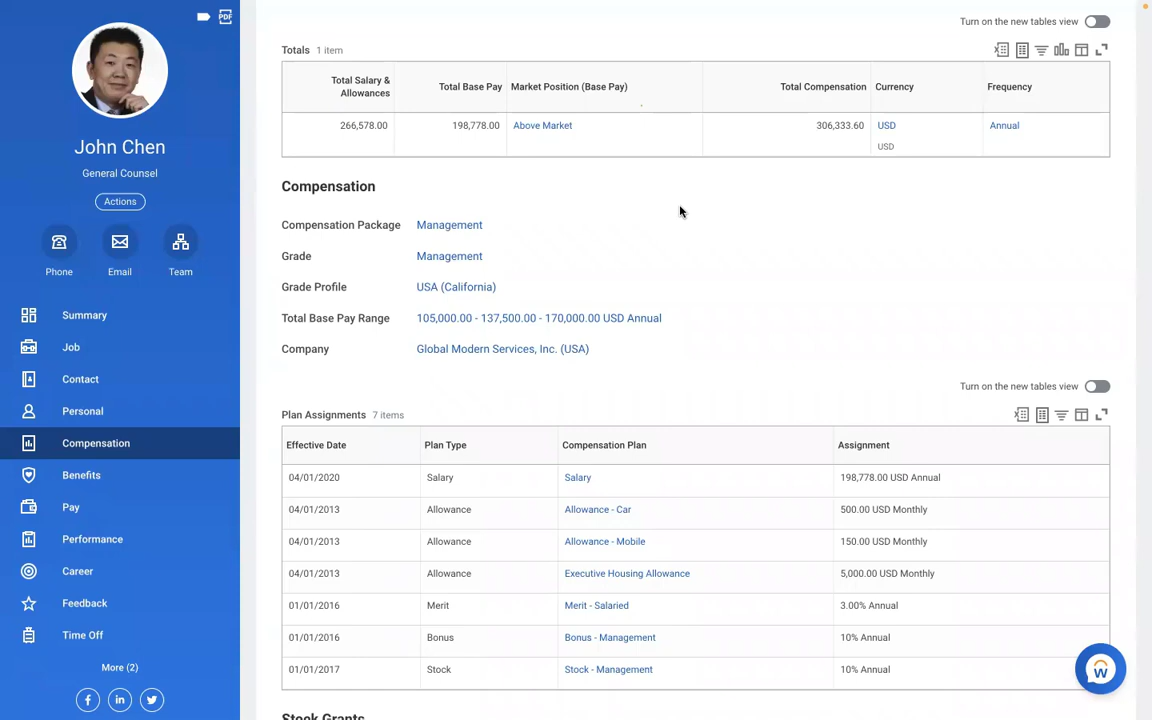 PDF
John Chen
General Counsel
Actions
Phone Email Team
Summary
Job
Contact
Personal
Compensation
Benefits
Pay
Performance
Career
Feedback
Time Off
More (2)
Turn on the new tables view
Totals 1 item
Total Salary & Allowances Total Base Pay Market Position (Base Pay) Total Compensation Currency Frequency
266,578.00 198,778.00 Above Market 306,333.60 USD Annual
USD
Compensation
Compensation Package Management
Grade Management
Grade Profile USA (California)
Total Base Pay Range 105,000.00 - 137,500.00 - 170,000.00 USD Annual
Company Global Modern Services, Inc. (USA)
Turn on the new tables view
Plan Assignments 7 items
Effective Date Plan Type Compensation Plan Assignment
04/01/2020 Salary Salary 198,778.00 USD Annual
04/01/2013 Allowance Allowance - Car 500.00 USD Monthly
04/01/2013 Allowance Allowance - Mobile 150.00 USD Monthly
04/01/2013 Allowance Executive Housing Allowance 5,000.00 USD Monthly
01/01/2016 Merit Merit - Salaried 3.00% Annual
01/01/2016 Bonus Bonus - Management 10% Annual
01/01/2017 Stock Stock - Management 10% Annual
Stock Grants